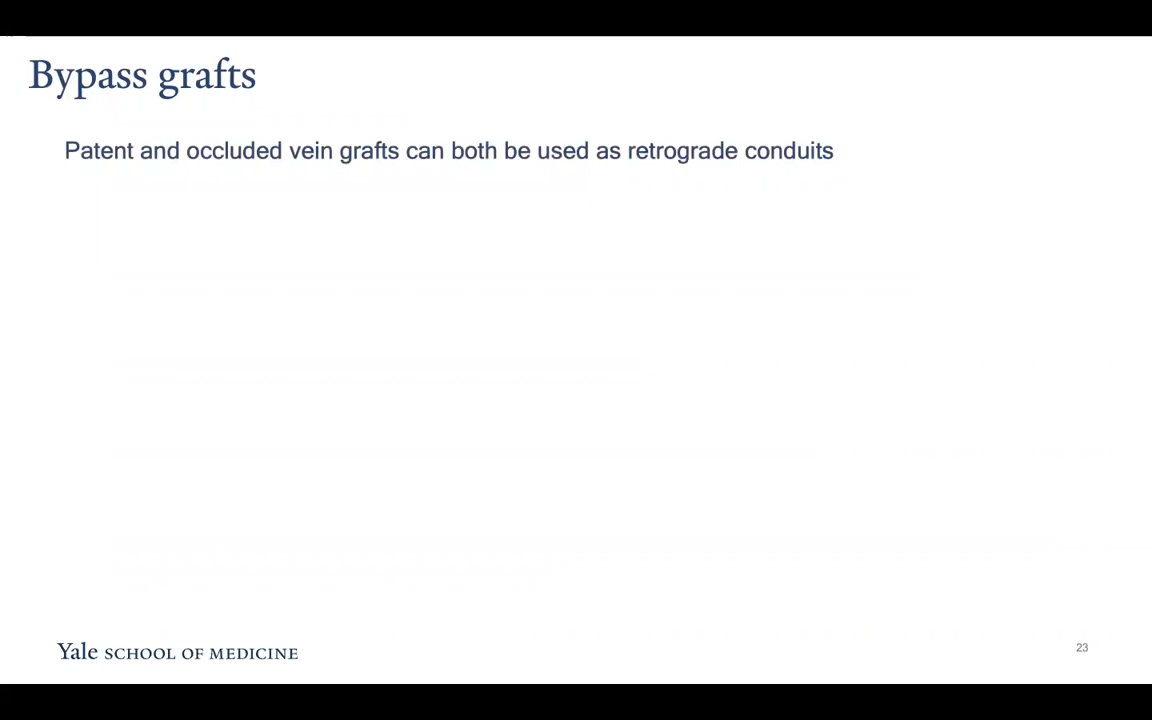 Bypass grafts
Patent and occluded vein grafts can both be used as retrograde conduits
Yale SCHOOL OF MEDICINE
23